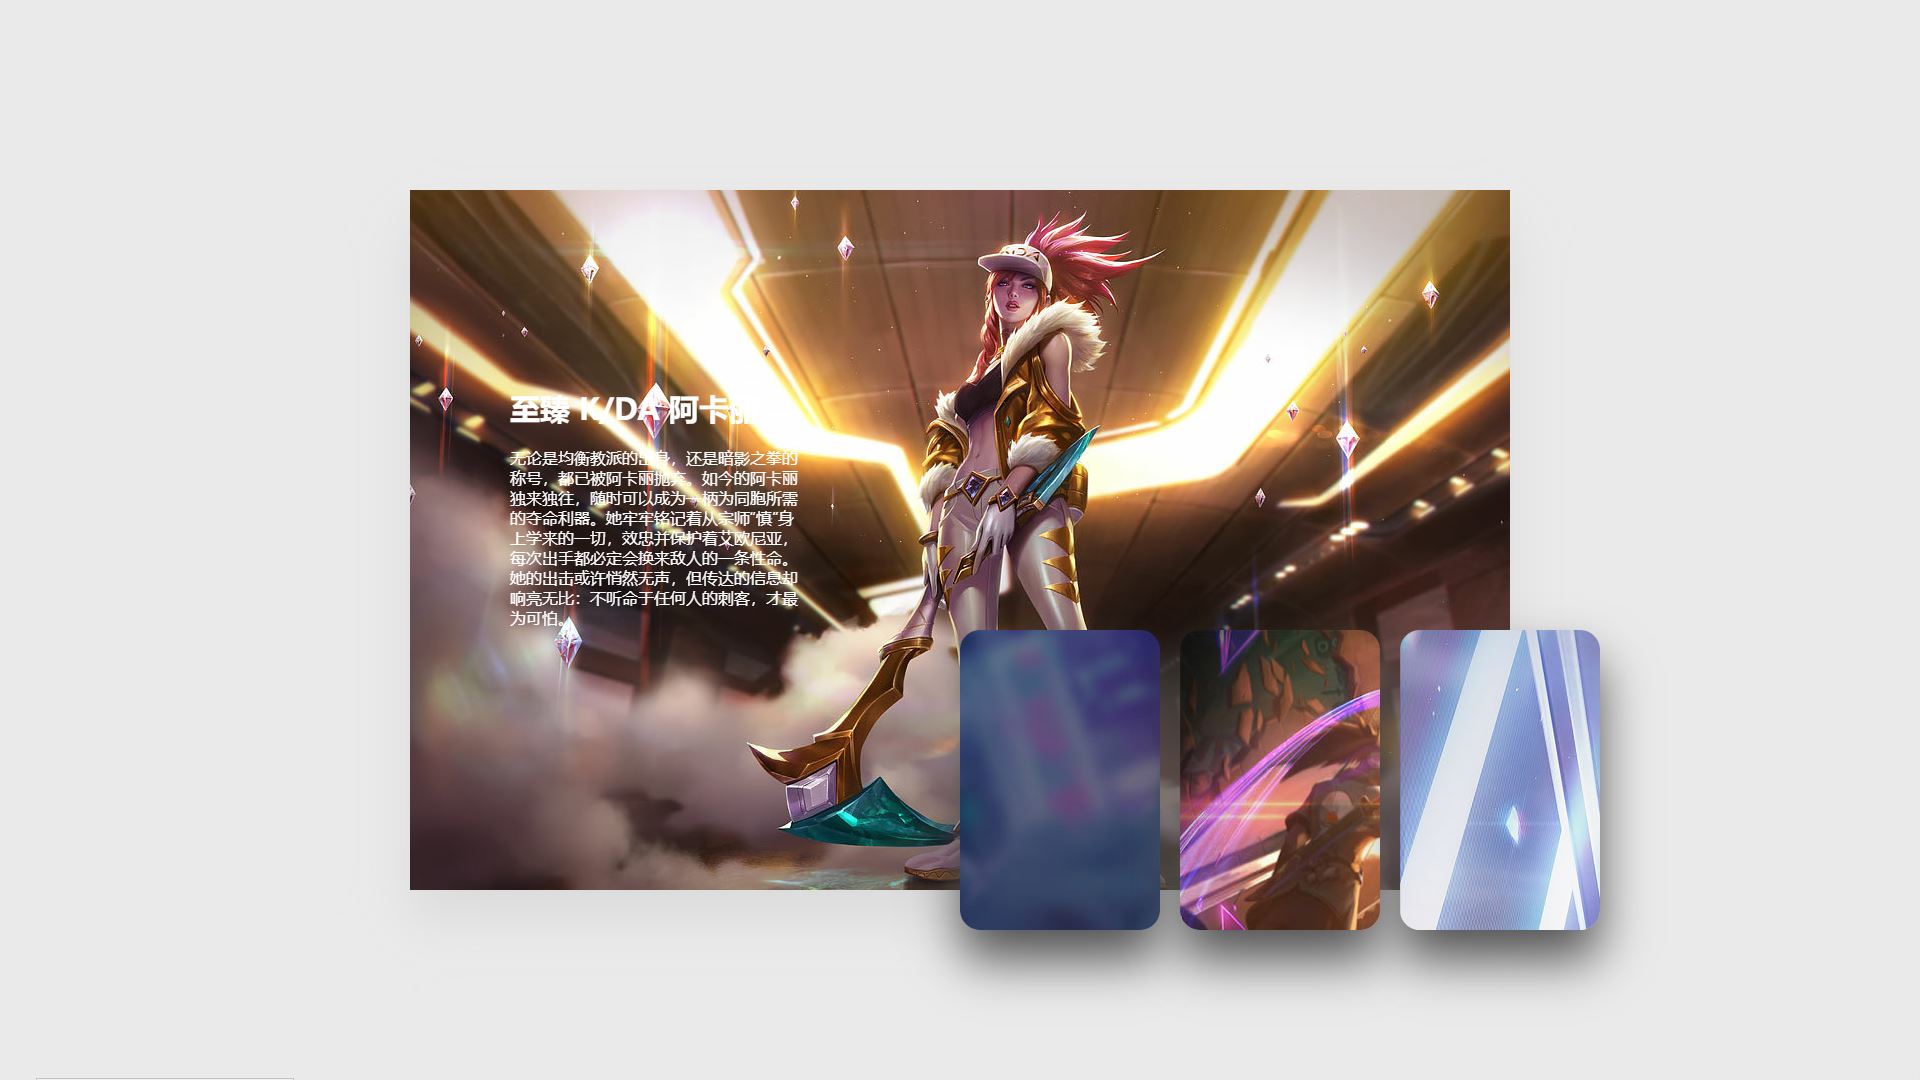 至臻 K/DA 阿卡丽
无论是均衡教派的出身，还是暗影之拳的
称号，都已被阿卡丽抛弃。如今的阿卡丽
独来独往，随时可以成为一柄为同胞所需
的夺命利器。她牢牢铭记着从宗师“慎”身
上学来的一切，效忠并保护着艾欧尼亚，
每次出手都必定会换来敌人的一条性命。
她的出击或许悄然无声，但传达的信息却
响亮无比：不听命于任何人的刺客，才最
为可怕。